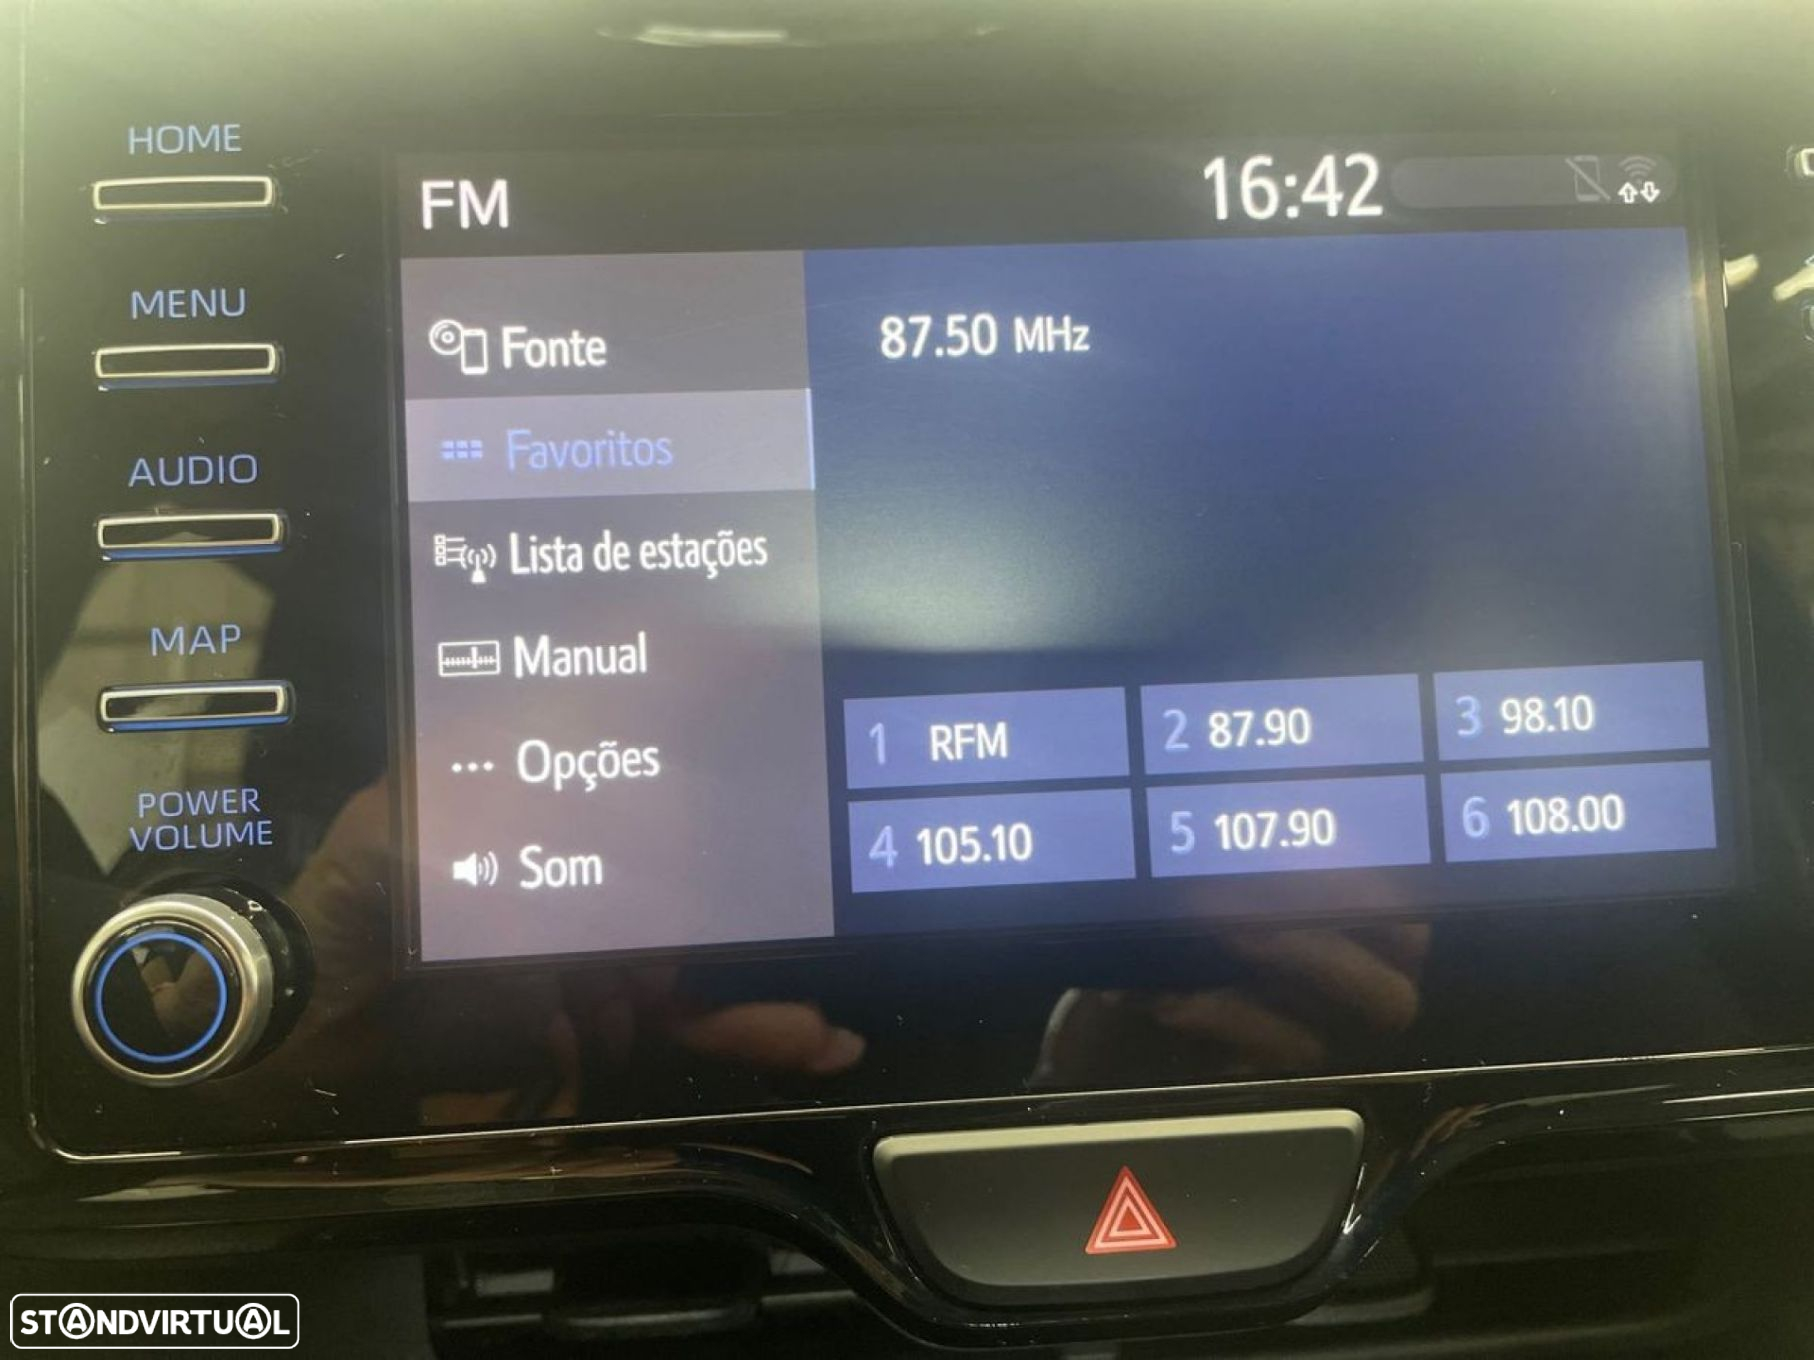 HOME
FM
16:42
MENU
Fonte
87.50 MHz
Favoritos
AUDIO
Lista de estações
MAP
Manual
1 RFM
2 87.90
3 98.10
Opções
POWER
VOLUME
4 105.10
5 107.90
6 108.00
Som
STANDVIRTUAL